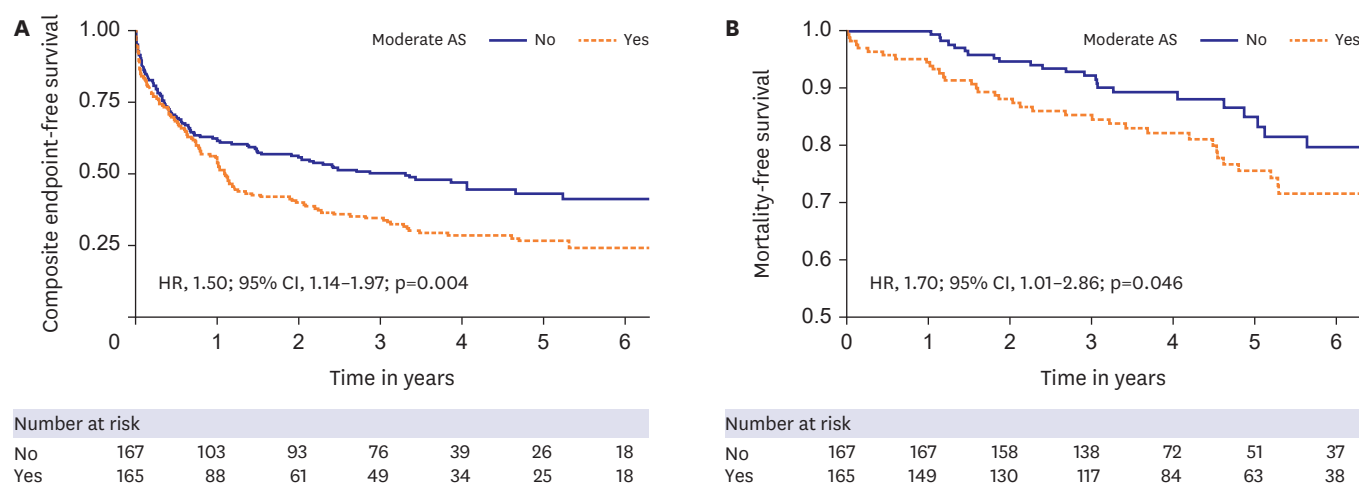 A
Composite endpoint-free survival
1.00
0.75
0.50
0.25
0
Moderate AS No Yes
HR, 1.50; 95% CI, 1.14–1.97; p=0.004
1 2 3 4 5 6
Time in years
Number at risk
No 167 103 93 76 39 26 18
Yes 165 88 61 49 34 25 18
B
Mortality-free survival
1.0
0.9
0.8
0.7
0.6
0.5
Moderate AS No Yes
HR, 1.70; 95% CI, 1.01–2.86; p=0.046
0 1 2 3 4 5 6
Time in years
Number at risk
No 167 167 158 138 72 51 37
Yes 165 149 130 117 84 63 38